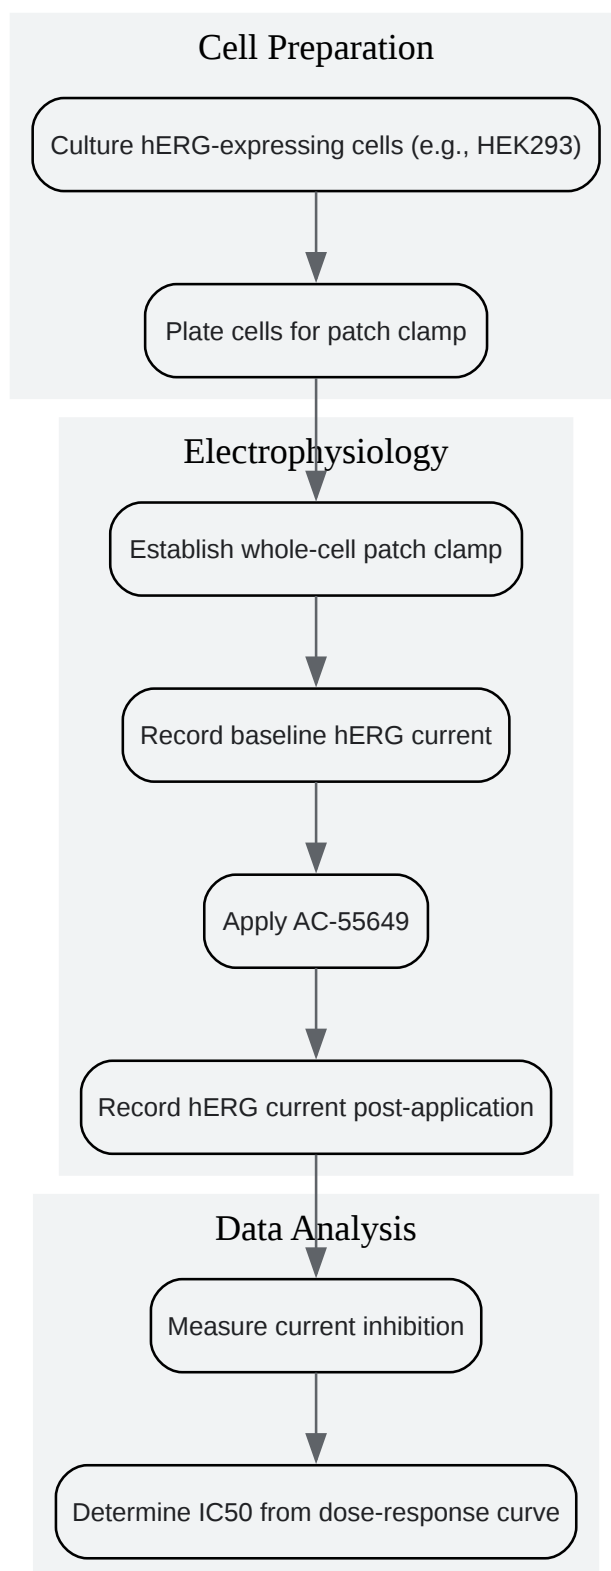 Cell Preparation
Culture hERG-expressing cells (e.g., HEK293)
Plate cells for patch clamp
Electrophysiology
Establish whole-cell patch clamp
Record baseline hERG current
Apply AC-55649
Record hERG current post-application
Data Analysis
Measure current inhibition
Determine IC50 from dose-response curve